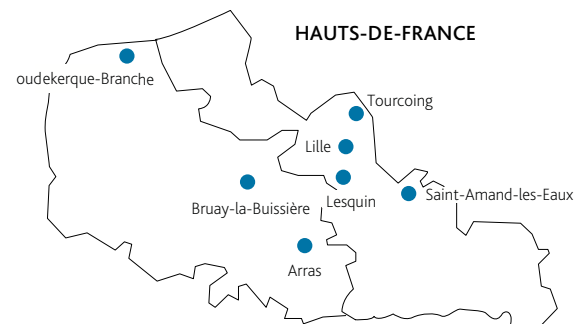 HAUTS-DE-FRANCE
oudekerque-Branche
Tourcoing
Lille
Lesquin
Saint-Amand-les-Eaux
Bruay-la-Buissière
Arras